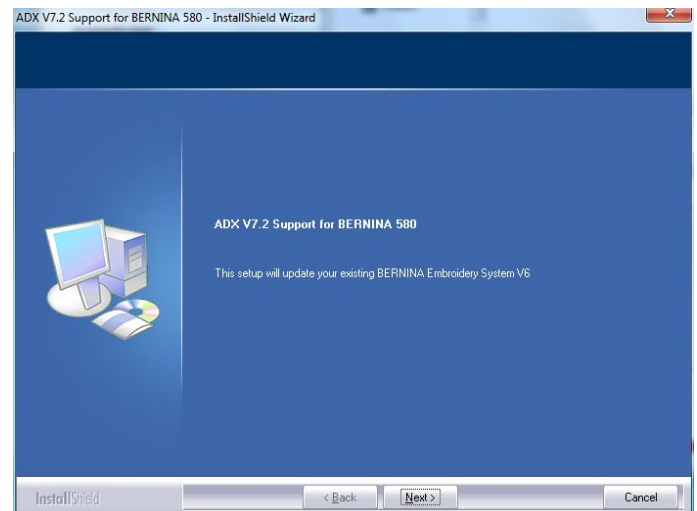 ADX V7.2 Support for BERNINA 580 - InstallShield Wizard
ADX V7.2 Support for BERNINA 580
This setup will update your existing BERNINA Embroidery System V6
InstallShield
< Back
Next >
Cancel